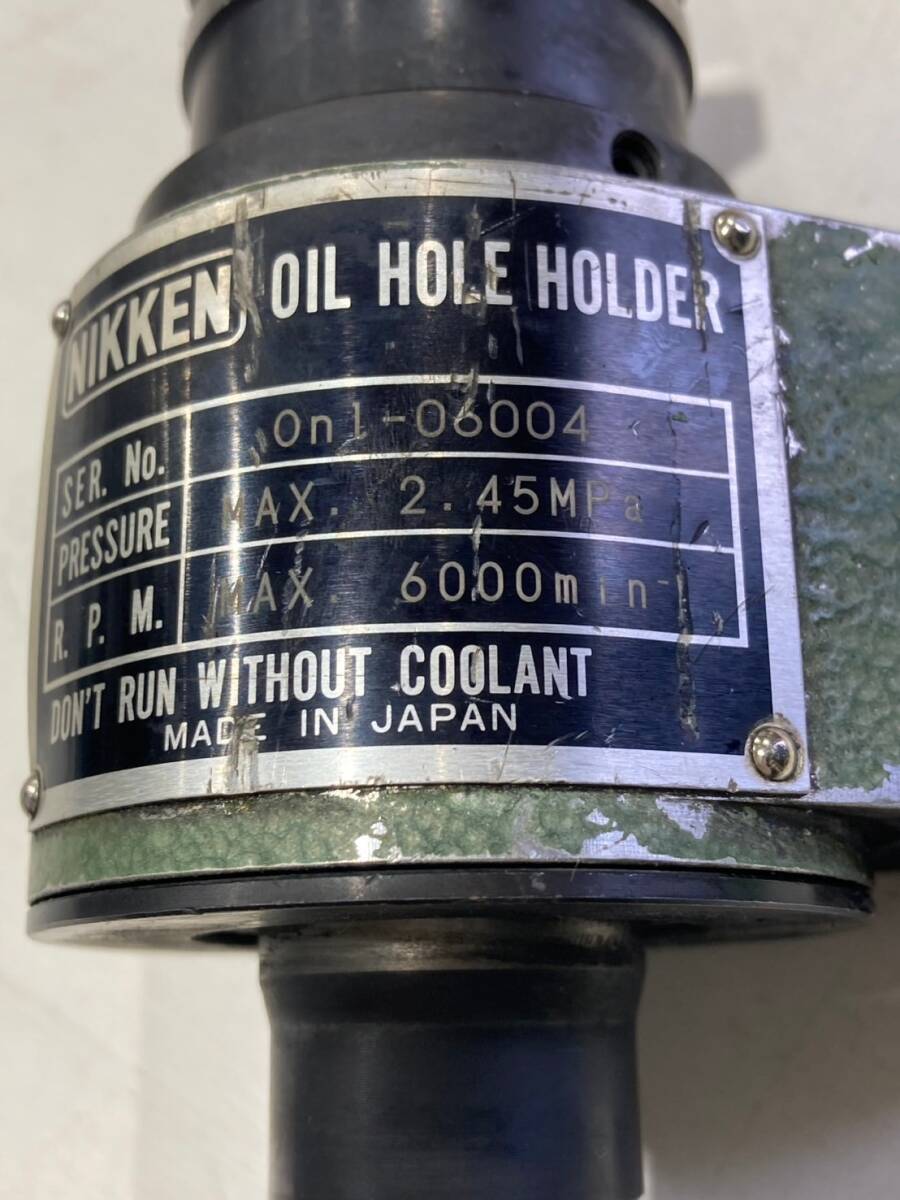 NIKKEN OIL HOLE HOLDER
SER. No. On1-06004
PRESSURE MAX. 2.45MPa
R. P. M. MAX. 6000min-1
DON'T RUN WITHOUT COOLANT
MADE IN JAPAN